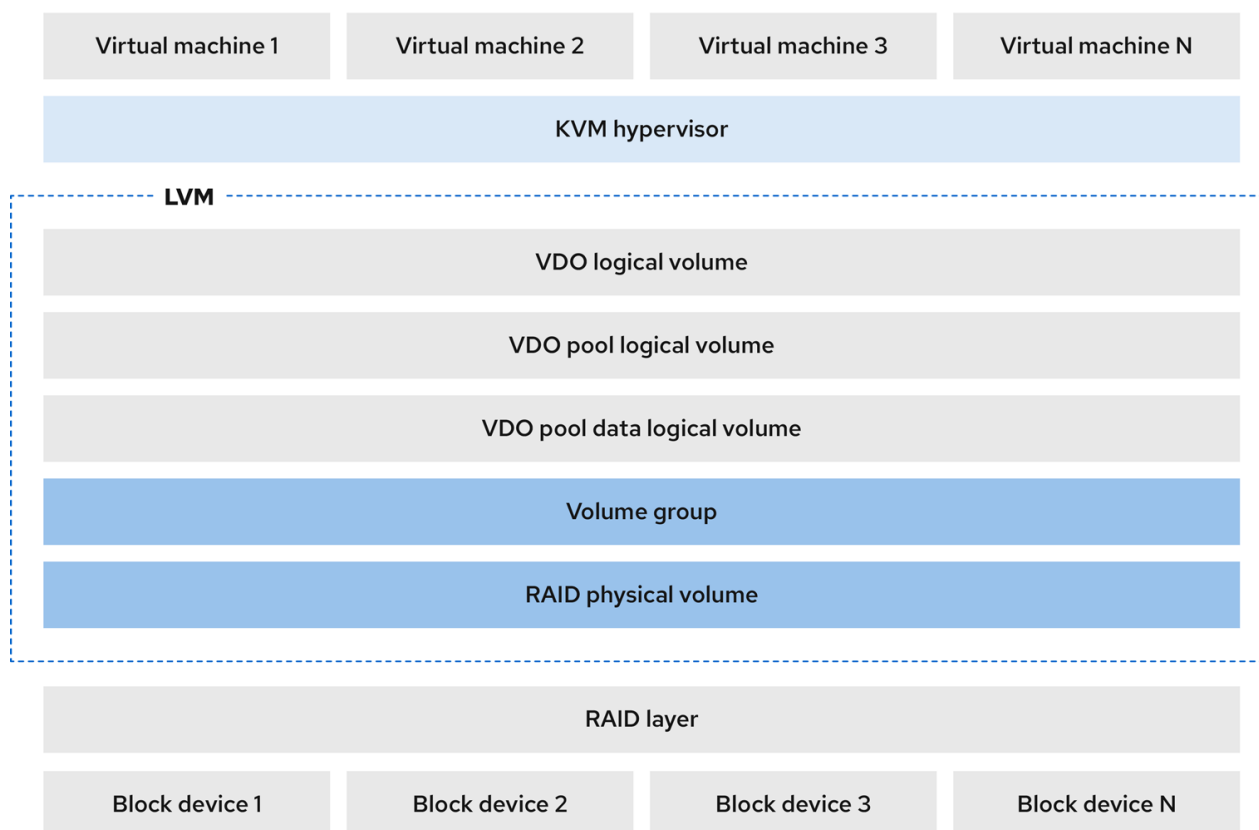 Virtual machine 1
Virtual machine 2
Virtual machine 3
Virtual machine N
KVM hypervisor
LVM
VDO logical volume
VDO pool logical volume
VDO pool data logical volume
Volume group
RAID physical volume
RAID layer
Block device 1
Block device 2
Block device 3
Block device N